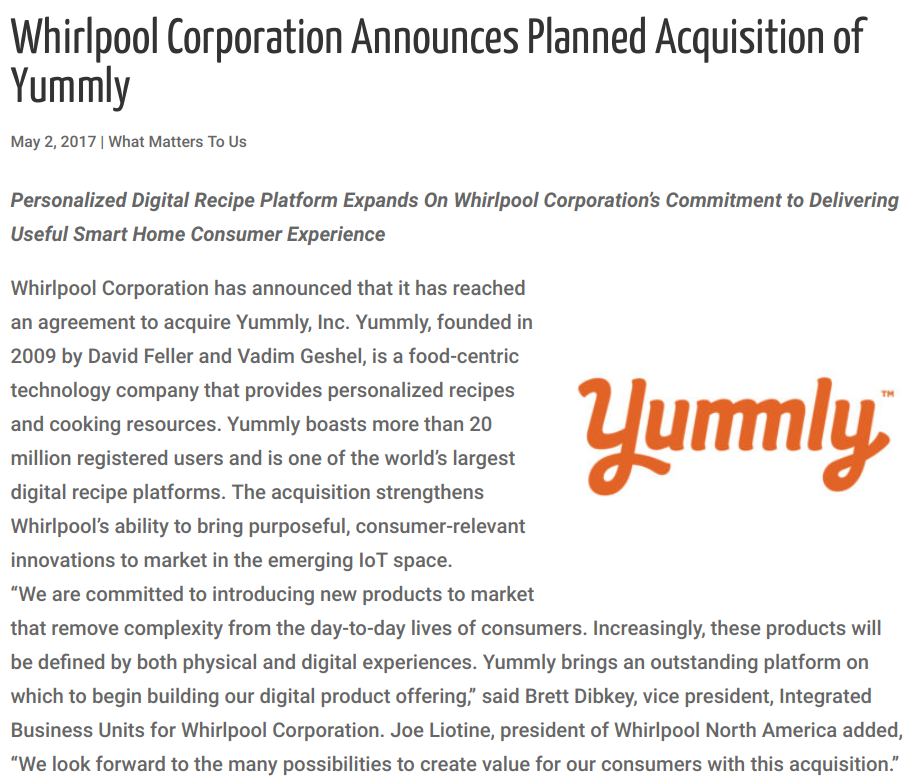 Whirlpool Corporation Announces Planned Acquisition of
Yummly
May 2, 2017 | What Matters To Us
Personalized Digital Recipe Platform Expands On Whirlpool Corporation’s Commitment to Delivering
Useful Smart Home Consumer Experience
Whirlpool Corporation has announced that it has reached
an agreement to acquire Yummly, Inc. Yummly, founded in
2009 by David Feller and Vadim Geshel, is a food-centric
technology company that provides personalized recipes
and cooking resources. Yummly boasts more than 20
million registered users and is one of the world’s largest
digital recipe platforms. The acquisition strengthens
Whirlpool’s ability to bring purposeful, consumer-relevant
innovations to market in the emerging IoT space.
Yummly™
“We are committed to introducing new products to market
that remove complexity from the day-to-day lives of consumers. Increasingly, these products will
be defined by both physical and digital experiences. Yummly brings an outstanding platform on
which to begin building our digital product offering,” said Brett Dibkey, vice president, Integrated
Business Units for Whirlpool Corporation. Joe Liotine, president of Whirlpool North America added,
“We look forward to the many possibilities to create value for our consumers with this acquisition.”